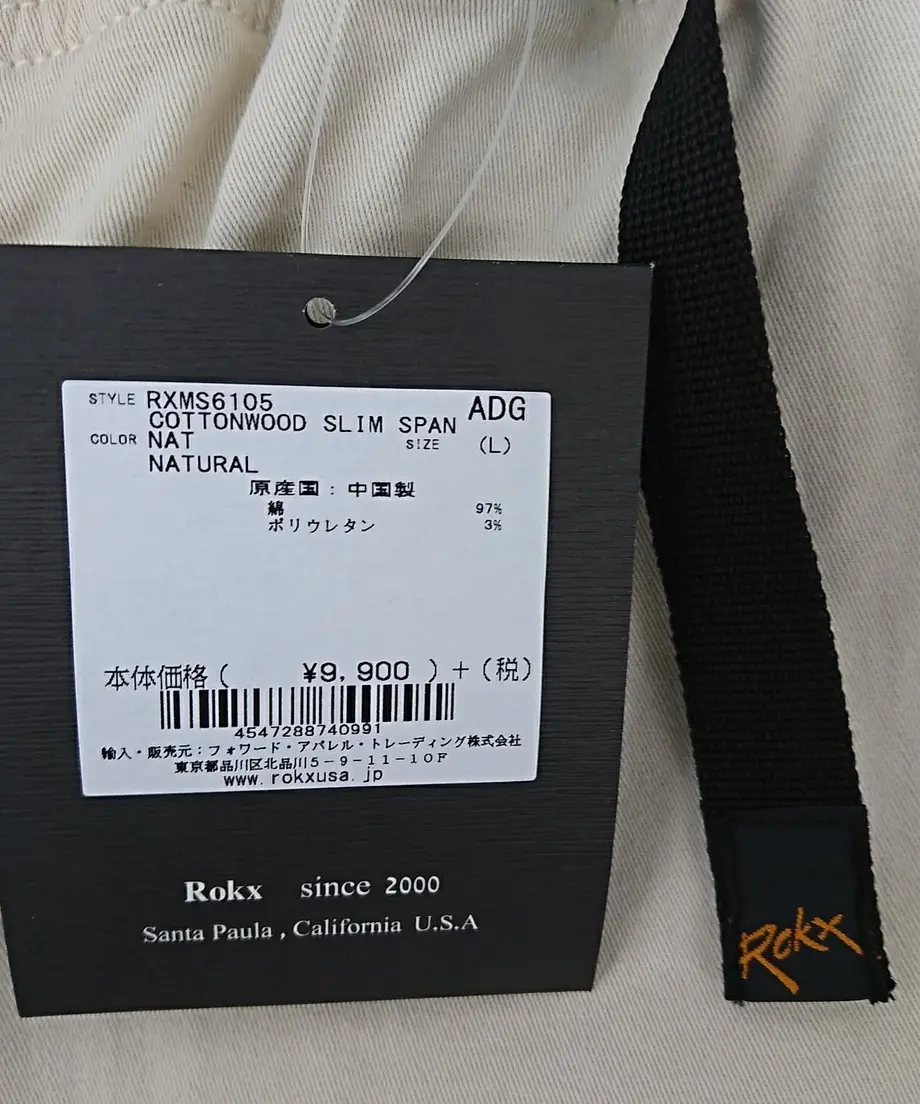 STYLE RXMS6105 ADG
COTTONWOOD SLIM SPAN
COLOR NAT SIZE (L)
NATURAL
原産国：中国製
綿 97%
ポリウレタン 3%
本体価格( ¥9,900 )＋(税)
4547288740991
輸入・販売元：フォワード・アパレル・トレーディング株式会社
東京都品川区北品川5-9-11-10F
www.rokxusa.jp
Rokx since 2000
Santa Paula , California U.S.A
Rokx